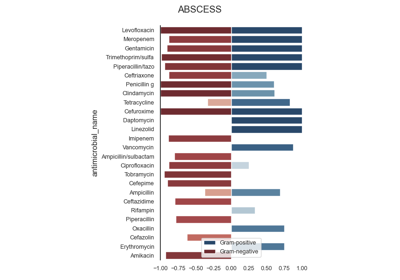 ABSCESS
antimicrobial_name
Levofloxacin
Meropenem
Gentamicin
Trimethoprim/sulfa
Piperacillin/tazo
Ceftriaxone
Penicillin g
Clindamycin
Tetracycline
Cefuroxime
Daptomycin
Linezolid
Imipenem
Vancomycin
Ampicillin/sulbactam
Ciprofloxacin
Tobramycin
Cefepime
Ampicillin
Ceftazidime
Rifampin
Piperacillin
Oxacillin
Cefazolin
Erythromycin
Amikacin
Gram-positive
Gram-negative
−1.00 −0.75 −0.50 −0.25 0.00 0.25 0.50 0.75 1.00